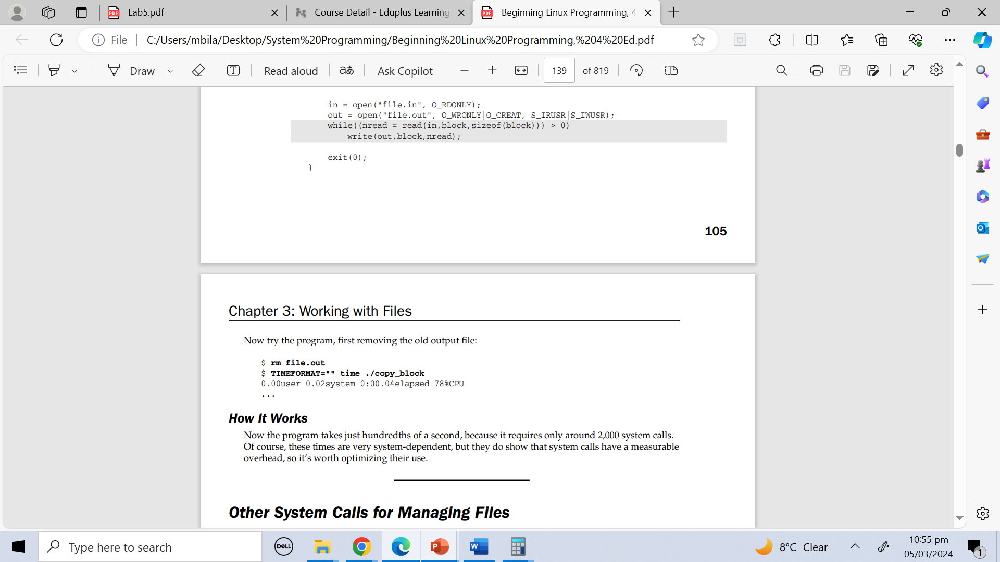 Lab5.pdf
Course Detail - Eduplus Learning
Beginning Linux Programming, 4
File
C:/Users/mbila/Desktop/System%20Programming/Beginning%20Linux%20Programming,%204%20Ed.pdf
Draw
Read aloud
aあ
Ask Copilot
139
of 819
in = open("file.in", O_RDONLY);
out = open("file.out", O_WRONLY|O_CREAT, S_IRUSR|S_IWUSR);
while((nread = read(in,block,sizeof(block))) > 0)
write(out,block,nread);
exit(0);
}
105
Chapter 3: Working with Files
Now try the program, first removing the old output file:
$ rm file.out
$ TIMEFORMAT="" time ./copy_block
0.00user 0.02system 0:00.04elapsed 78%CPU
...
How It Works
Now the program takes just hundredths of a second, because it requires only around 2,000 system calls.
Of course, these times are very system-dependent, but they do show that system calls have a measurable
overhead, so it's worth optimizing their use.
Other System Calls for Managing Files
Type here to search
DELL
8°C Clear
10:55 pm
05/03/2024
1